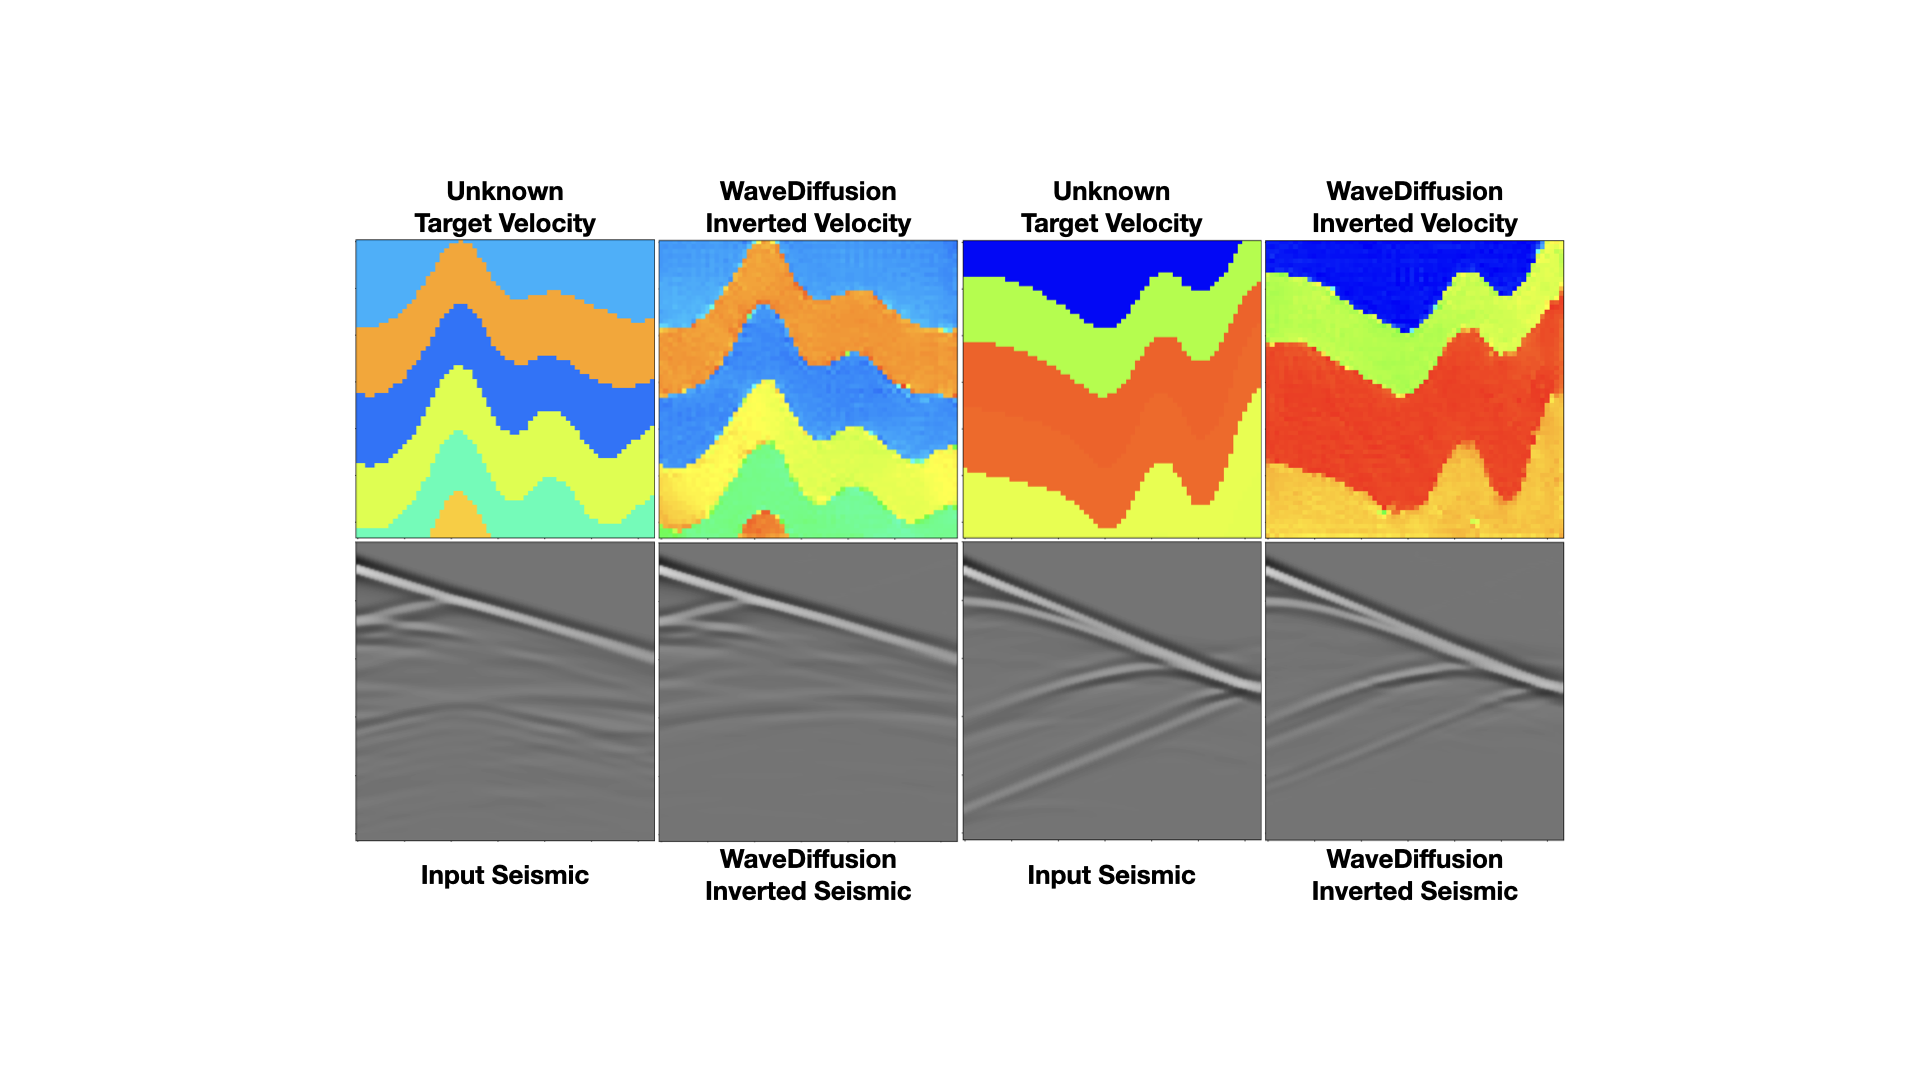 Unknown
Target Velocity
WaveDiffusion
Inverted Velocity
Unknown
Target Velocity
WaveDiffusion
Inverted Velocity
Input Seismic
WaveDiffusion
Inverted Seismic
Input Seismic
WaveDiffusion
Inverted Seismic